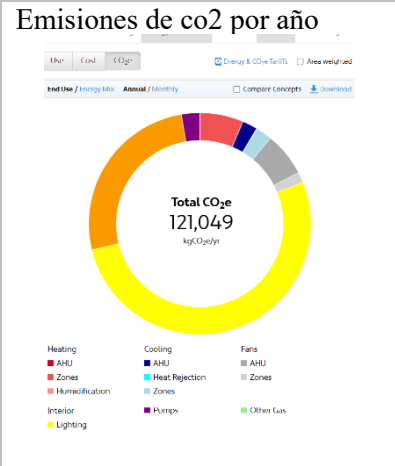 Emisiones de co2 por año
Use Cost CO₂e Energy & CO₂e Tariffs Area weighted
End Use / Energy Mix Annual / Monthly Compare Concepts Download
Total CO₂e
121,049
kgCO₂e/yr
Heating Cooling Fans
AHU AHU AHU
Zones Heat Rejection Zones
Humidification Zones
Interior Pumps Other Gas
Lighting